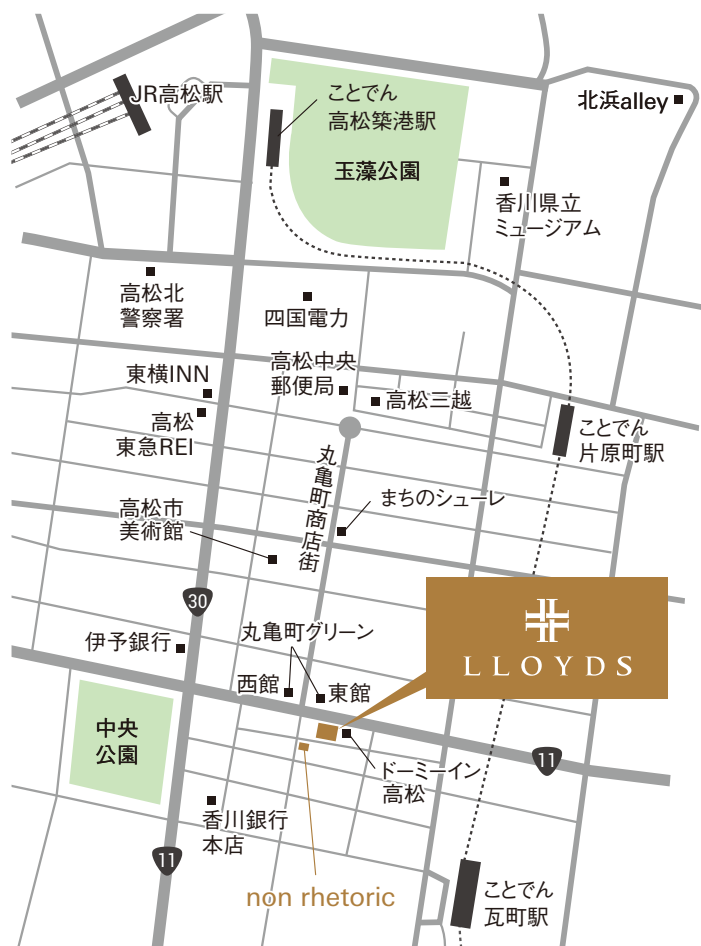 JR高松駅
ことでん
高松築港駅
北浜alley
玉藻公園
香川県立
ミュージアム
高松北
警察署
四国電力
東横INN
高松中央
郵便局
高松三越
高松
東急REI
ことでん
片原町駅
丸亀町商店街
まちのシューレ
高松市
美術館
30
丸亀町グリーン
LLOYDS
伊予銀行
西館
東館
中央
公園
11
ドーミーイン
高松
香川銀行
本店
11
non rhetoric
ことでん
瓦町駅